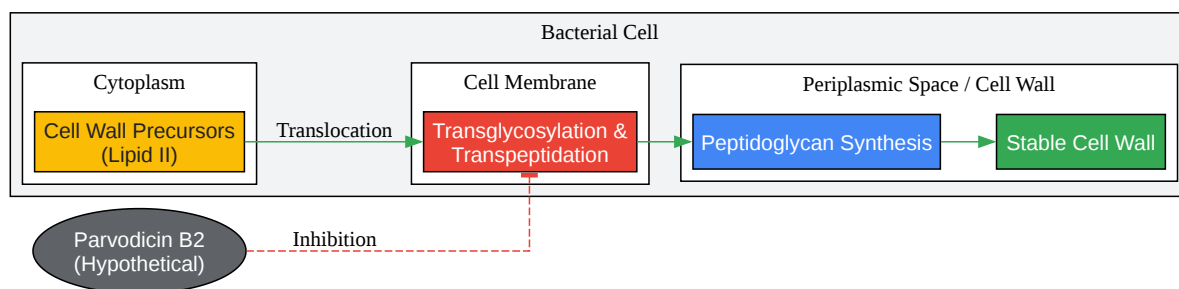 Bacterial Cell
Cytoplasm
Cell Membrane
Periplasmic Space / Cell Wall
Cell Wall Precursors
(Lipid II)
Translocation
Transglycosylation &
Transpeptidation
Peptidoglycan Synthesis
Stable Cell Wall
Parvodicin B2
(Hypothetical)
Inhibition